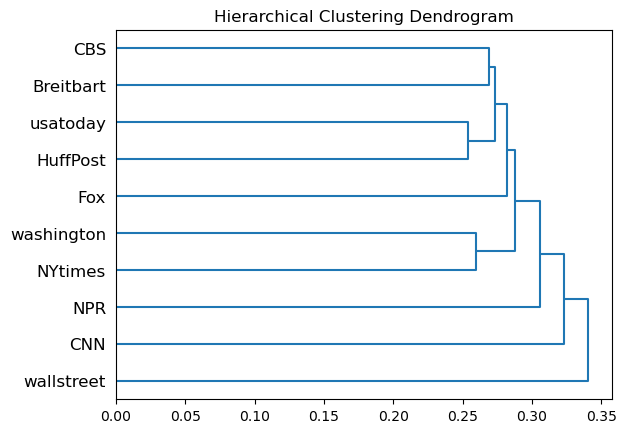 Hierarchical Clustering Dendrogram
CBS
Breitbart
usatoday
HuffPost
Fox
washington
NYtimes
NPR
CNN
wallstreet
0.00 0.05 0.10 0.15 0.20 0.25 0.30 0.35